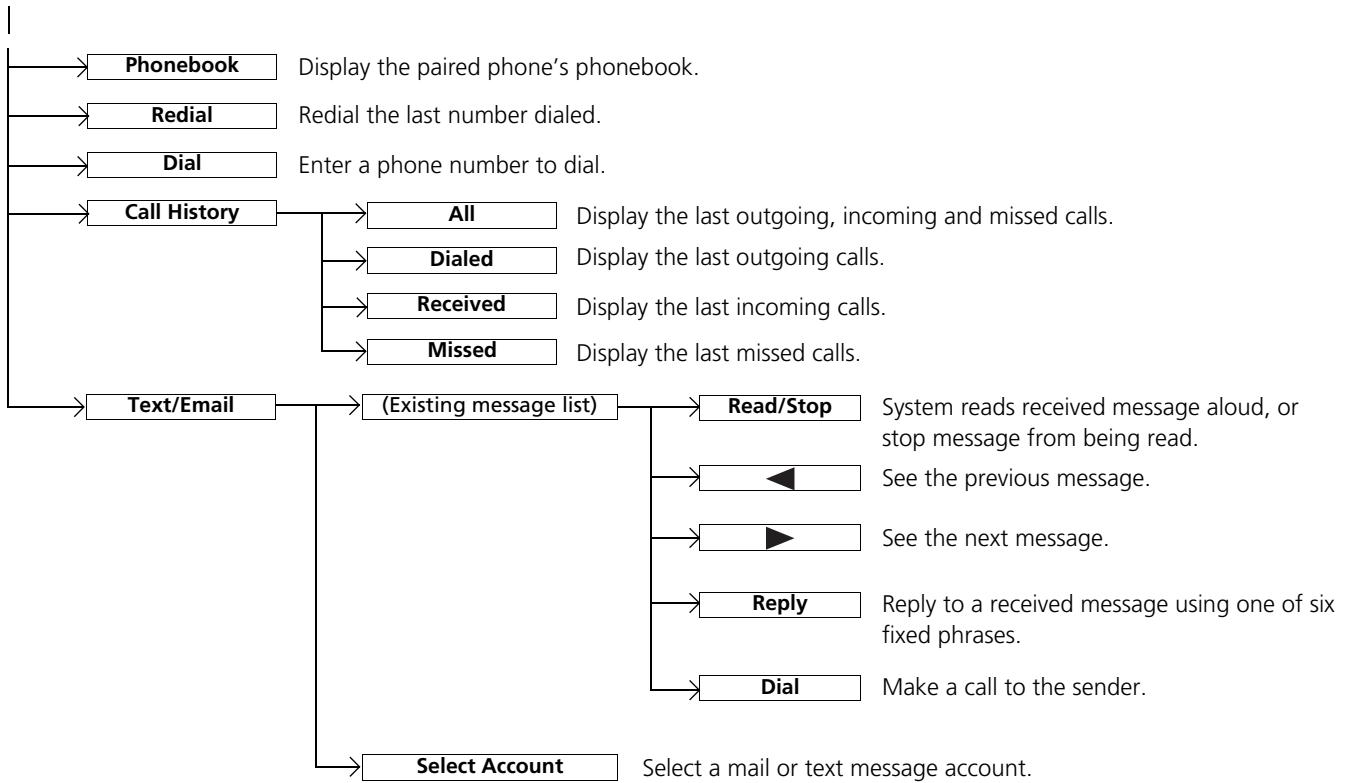 Phonebook Display the paired phone's phonebook.
Redial Redial the last number dialed.
Dial Enter a phone number to dial.
Call History All Display the last outgoing, incoming and missed calls.
Dialed Display the last outgoing calls.
Received Display the last incoming calls.
Missed Display the last missed calls.
Text/Email (Existing message list) Read/Stop System reads received message aloud, or
stop message from being read.
See the previous message.
See the next message.
Reply Reply to a received message using one of six
fixed phrases.
Dial Make a call to the sender.
Select Account Select a mail or text message account.